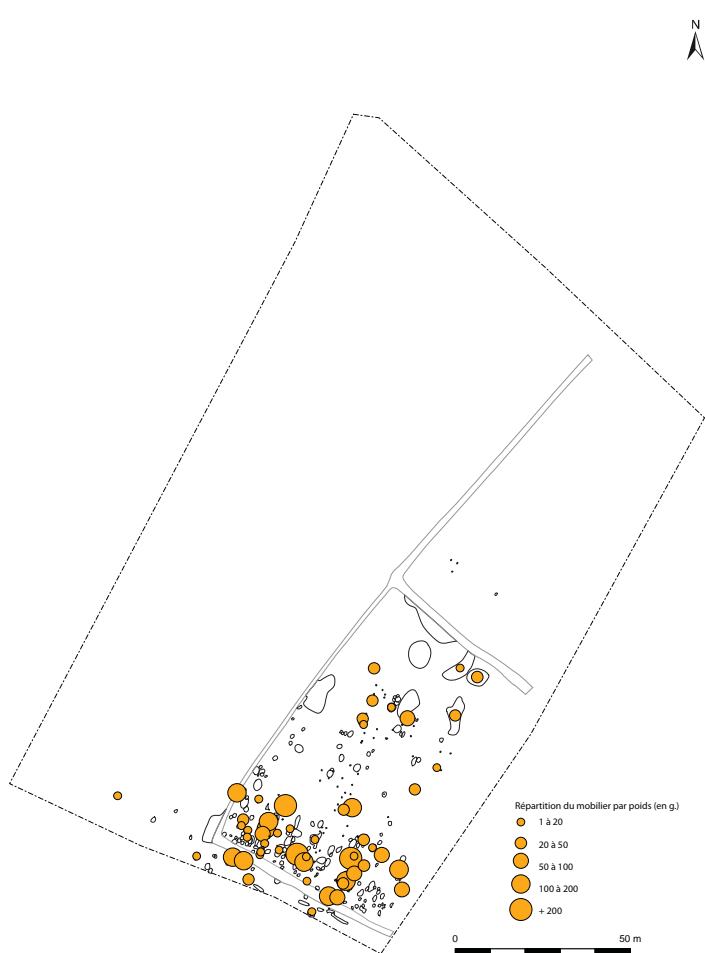 N
Répartition du mobilier par poids (en g.)
1 à 20
20 à 50
50 à 100
100 à 200
+ 200
0 50 m